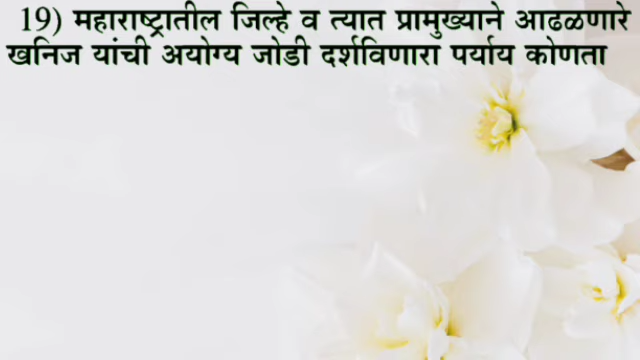 19) महाराष्ट्रातील जिल्हे व त्यात प्रामुख्याने आढळणारे
खनिज यांची अयोग्य जोडी दर्शविणारा पर्याय कोणता